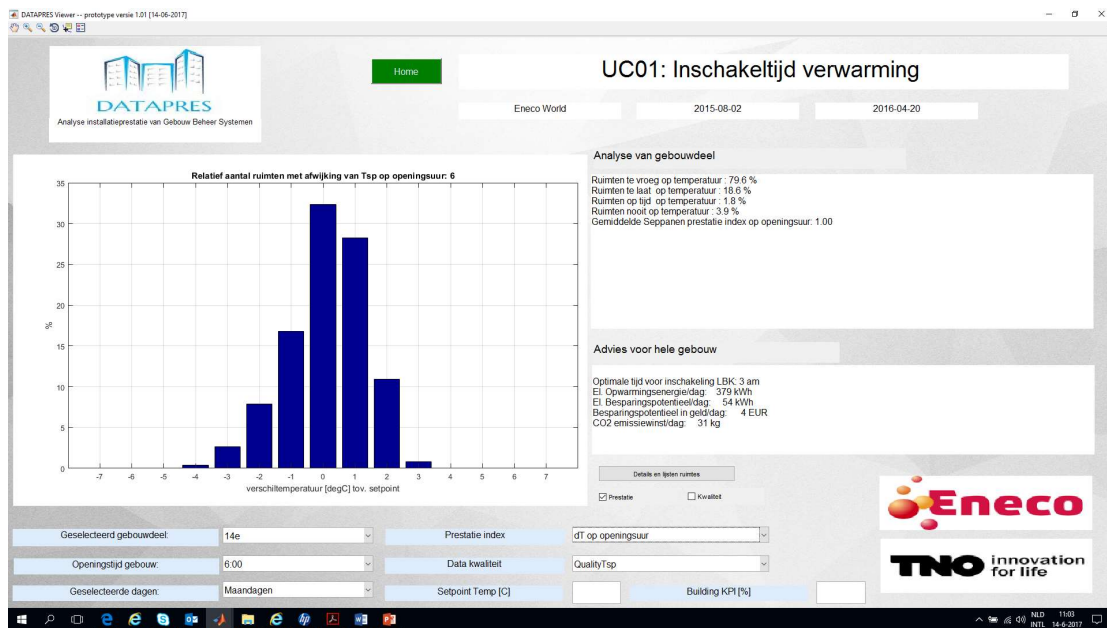 DATAPRES Viewer -- prototype versie 1.01 [14-06-2017]
DATAPRES
Analyse installatieprestatie van Gebouw Beheer Systemen
Home
UC01: Inschakeltijd verwarming
Eneco World
2015-08-02
2016-04-20
Relatief aantal ruimten met afwijking van Tsp op openingsuur: 6
35
30
25
20
15
10
5
0
%
-7 -6 -5 -4 -3 -2 -1 0 1 2 3 4 5 6 7
verschiltemperatuur [degC] tov. setpoint
Analyse van gebouwdeel
Ruimten te vroeg op temperatuur : 79.6 %
Ruimten te laat op temperatuur : 18.6 %
Ruimten op tijd op temperatuur : 1.8 %
Ruimten nooit op temperatuur : 3.9 %
Gemiddelde Seppanen prestatie index op openingsuur: 1.00
Advies voor hele gebouw
Optimale tijd voor inschakeling LBK: 3 am
El. Opwarmingsenergie/dag: 379 kWh
El. Besparingspotentieel/dag: 54 kWh
Besparingspotentieel in geld/dag: 4 EUR
CO2 emissiewinst/dag: 31 kg
Details en lijsten ruimtes
Prestatie
Kwaliteit
Eneco
TNO innovation
for life
Geselecteerd gebouwdeel: 14e
Prestatie index dT op openingsuur
Openingstijd gebouw: 6:00
Data kwaliteit QualityTsp
Geselecteerde dagen: Maandagen
Setpoint Temp [C]
Building KPI [%]
NLD 11:03
INTL 14-6-2017